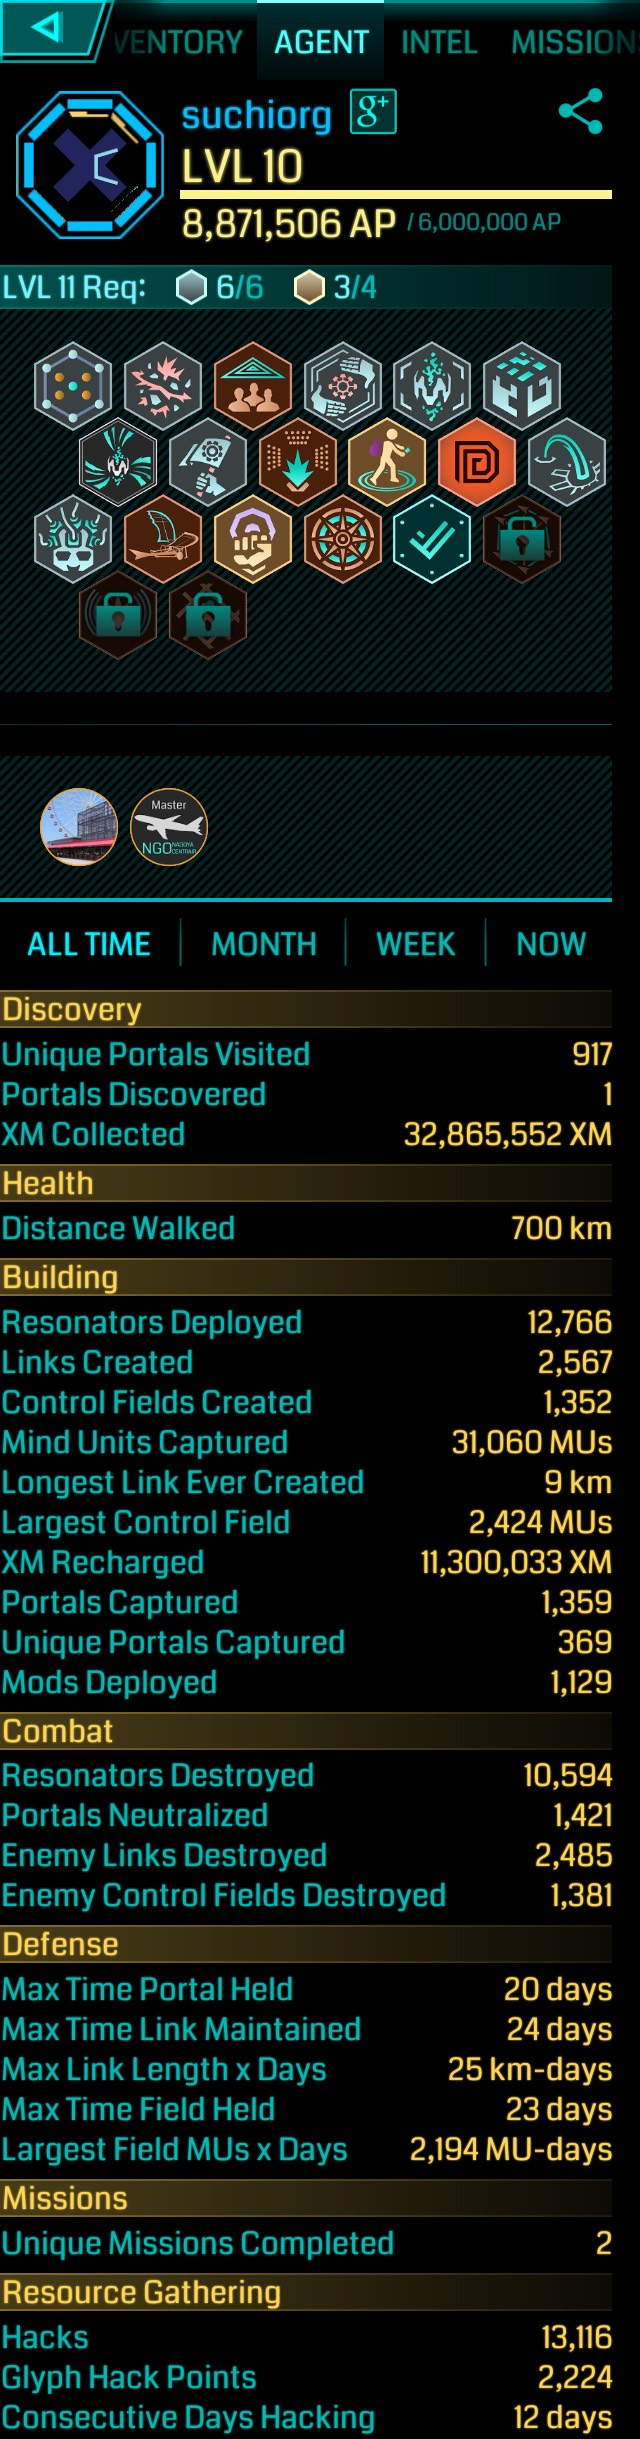 VENTORY AGENT INTEL MISSION
suchiorg g+
LVL 10
8,871,506 AP / 6,000,000 AP
LVL 11 Req: 6/6 3/4
Master
NGO NAGOYA CENTRAIR
ALL TIME MONTH WEEK NOW
Discovery
Unique Portals Visited 917
Portals Discovered 1
XM Collected 32,865,552 XM
Health
Distance Walked 700 km
Building
Resonators Deployed 12,766
Links Created 2,567
Control Fields Created 1,352
Mind Units Captured 31,060 MUs
Longest Link Ever Created 9 km
Largest Control Field 2,424 MUs
XM Recharged 11,300,033 XM
Portals Captured 1,359
Unique Portals Captured 369
Mods Deployed 1,129
Combat
Resonators Destroyed 10,594
Portals Neutralized 1,421
Enemy Links Destroyed 2,485
Enemy Control Fields Destroyed 1,381
Defense
Max Time Portal Held 20 days
Max Time Link Maintained 24 days
Max Link Length x Days 25 km-days
Max Time Field Held 23 days
Largest Field MUs x Days 2,194 MU-days
Missions
Unique Missions Completed 2
Resource Gathering
Hacks 13,116
Glyph Hack Points 2,224
Consecutive Days Hacking 12 days